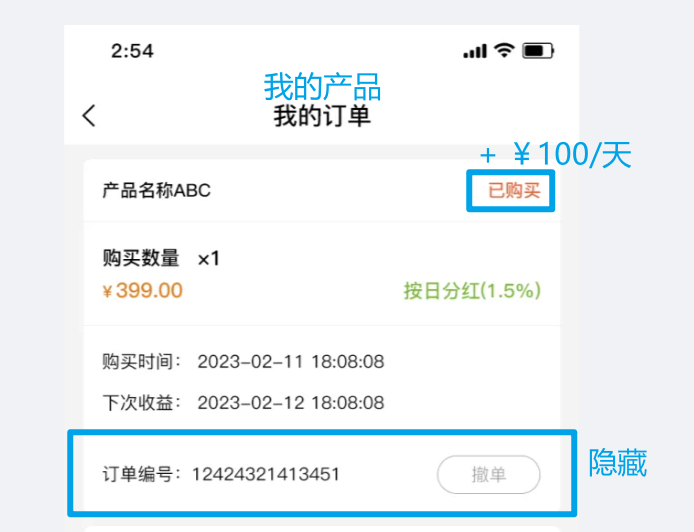 2:54
我的产品
我的订单
+ ¥100/天
产品名称ABC
已购买
购买数量 ×1
¥399.00
按日分红(1.5%)
购买时间： 2023-02-11 18:08:08
下次收益： 2023-02-12 18:08:08
订单编号：12424321413451
撤单
隐藏